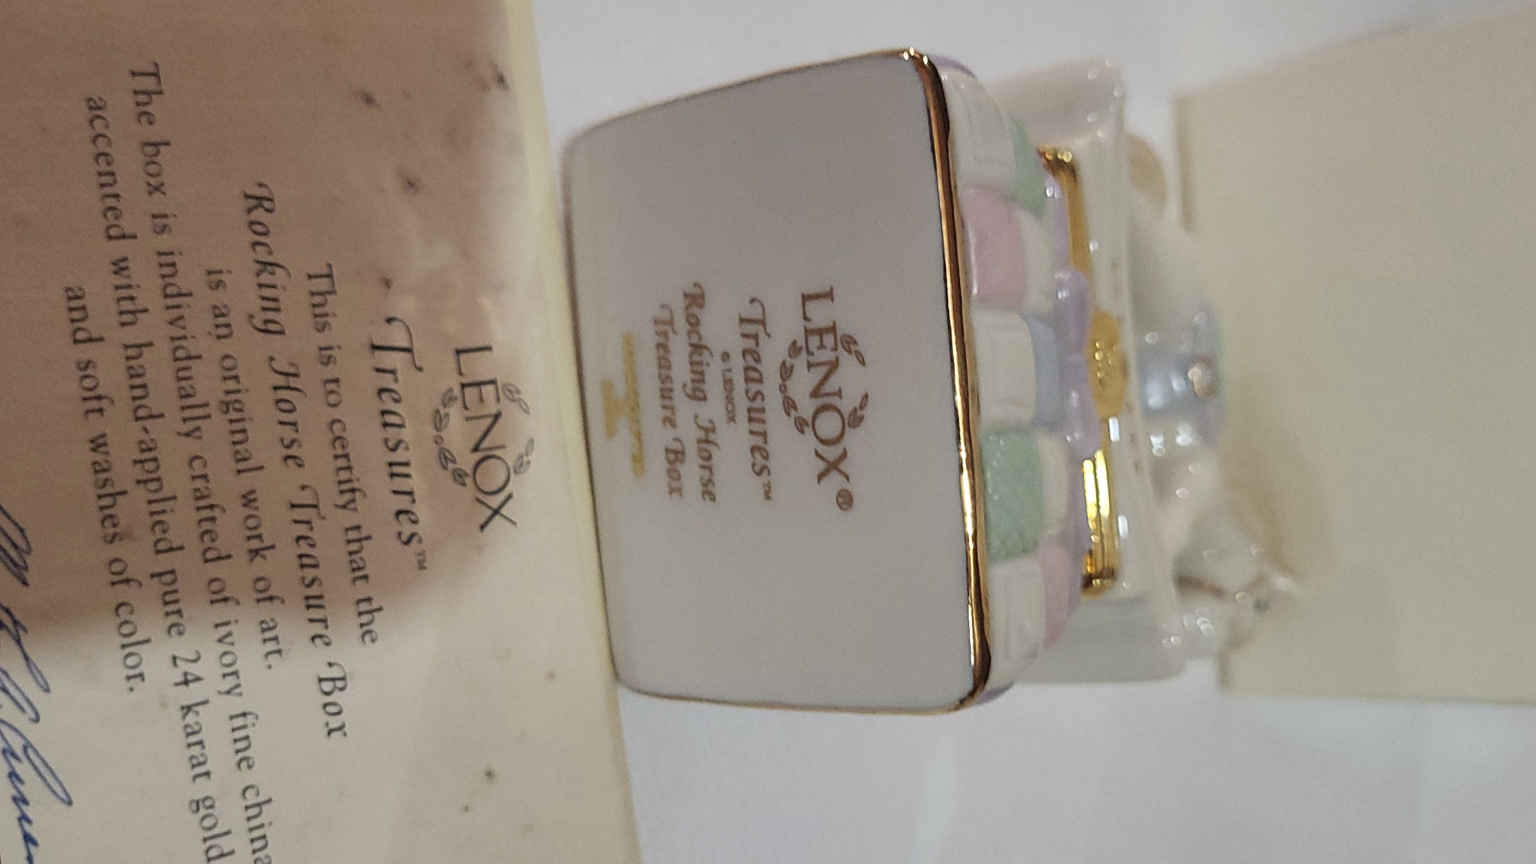 LENOX
Treasures™
This is to certify that the
Rocking Horse Treasure Box
is an original work of art.
The box is individually crafted of ivory fine china
accented with hand-applied pure 24 karat gold
and soft washes of color.
LENOX®
Treasures™
© LENOX
Rocking Horse
Treasure Box